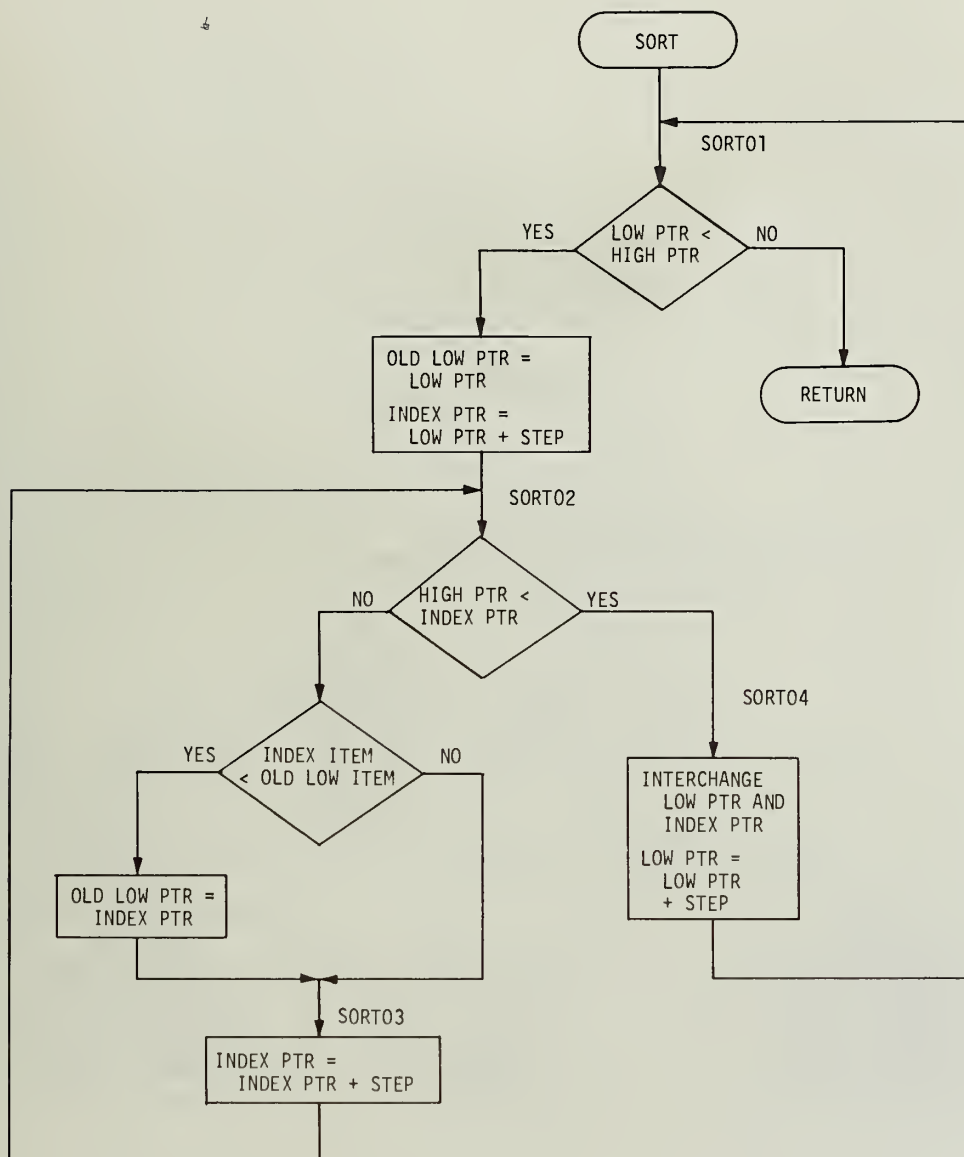 SORT
SORT01
YES
LOW PTR <
HIGH PTR
NO
OLD LOW PTR =
LOW PTR
INDEX PTR =
LOW PTR + STEP
RETURN
SORT02
NO
HIGH PTR <
INDEX PTR
YES
SORT04
YES
INDEX ITEM
< OLD LOW ITEM
NO
INTERCHANGE
LOW PTR AND
INDEX PTR
LOW PTR =
LOW PTR
+ STEP
OLD LOW PTR =
INDEX PTR
SORT03
INDEX PTR =
INDEX PTR + STEP